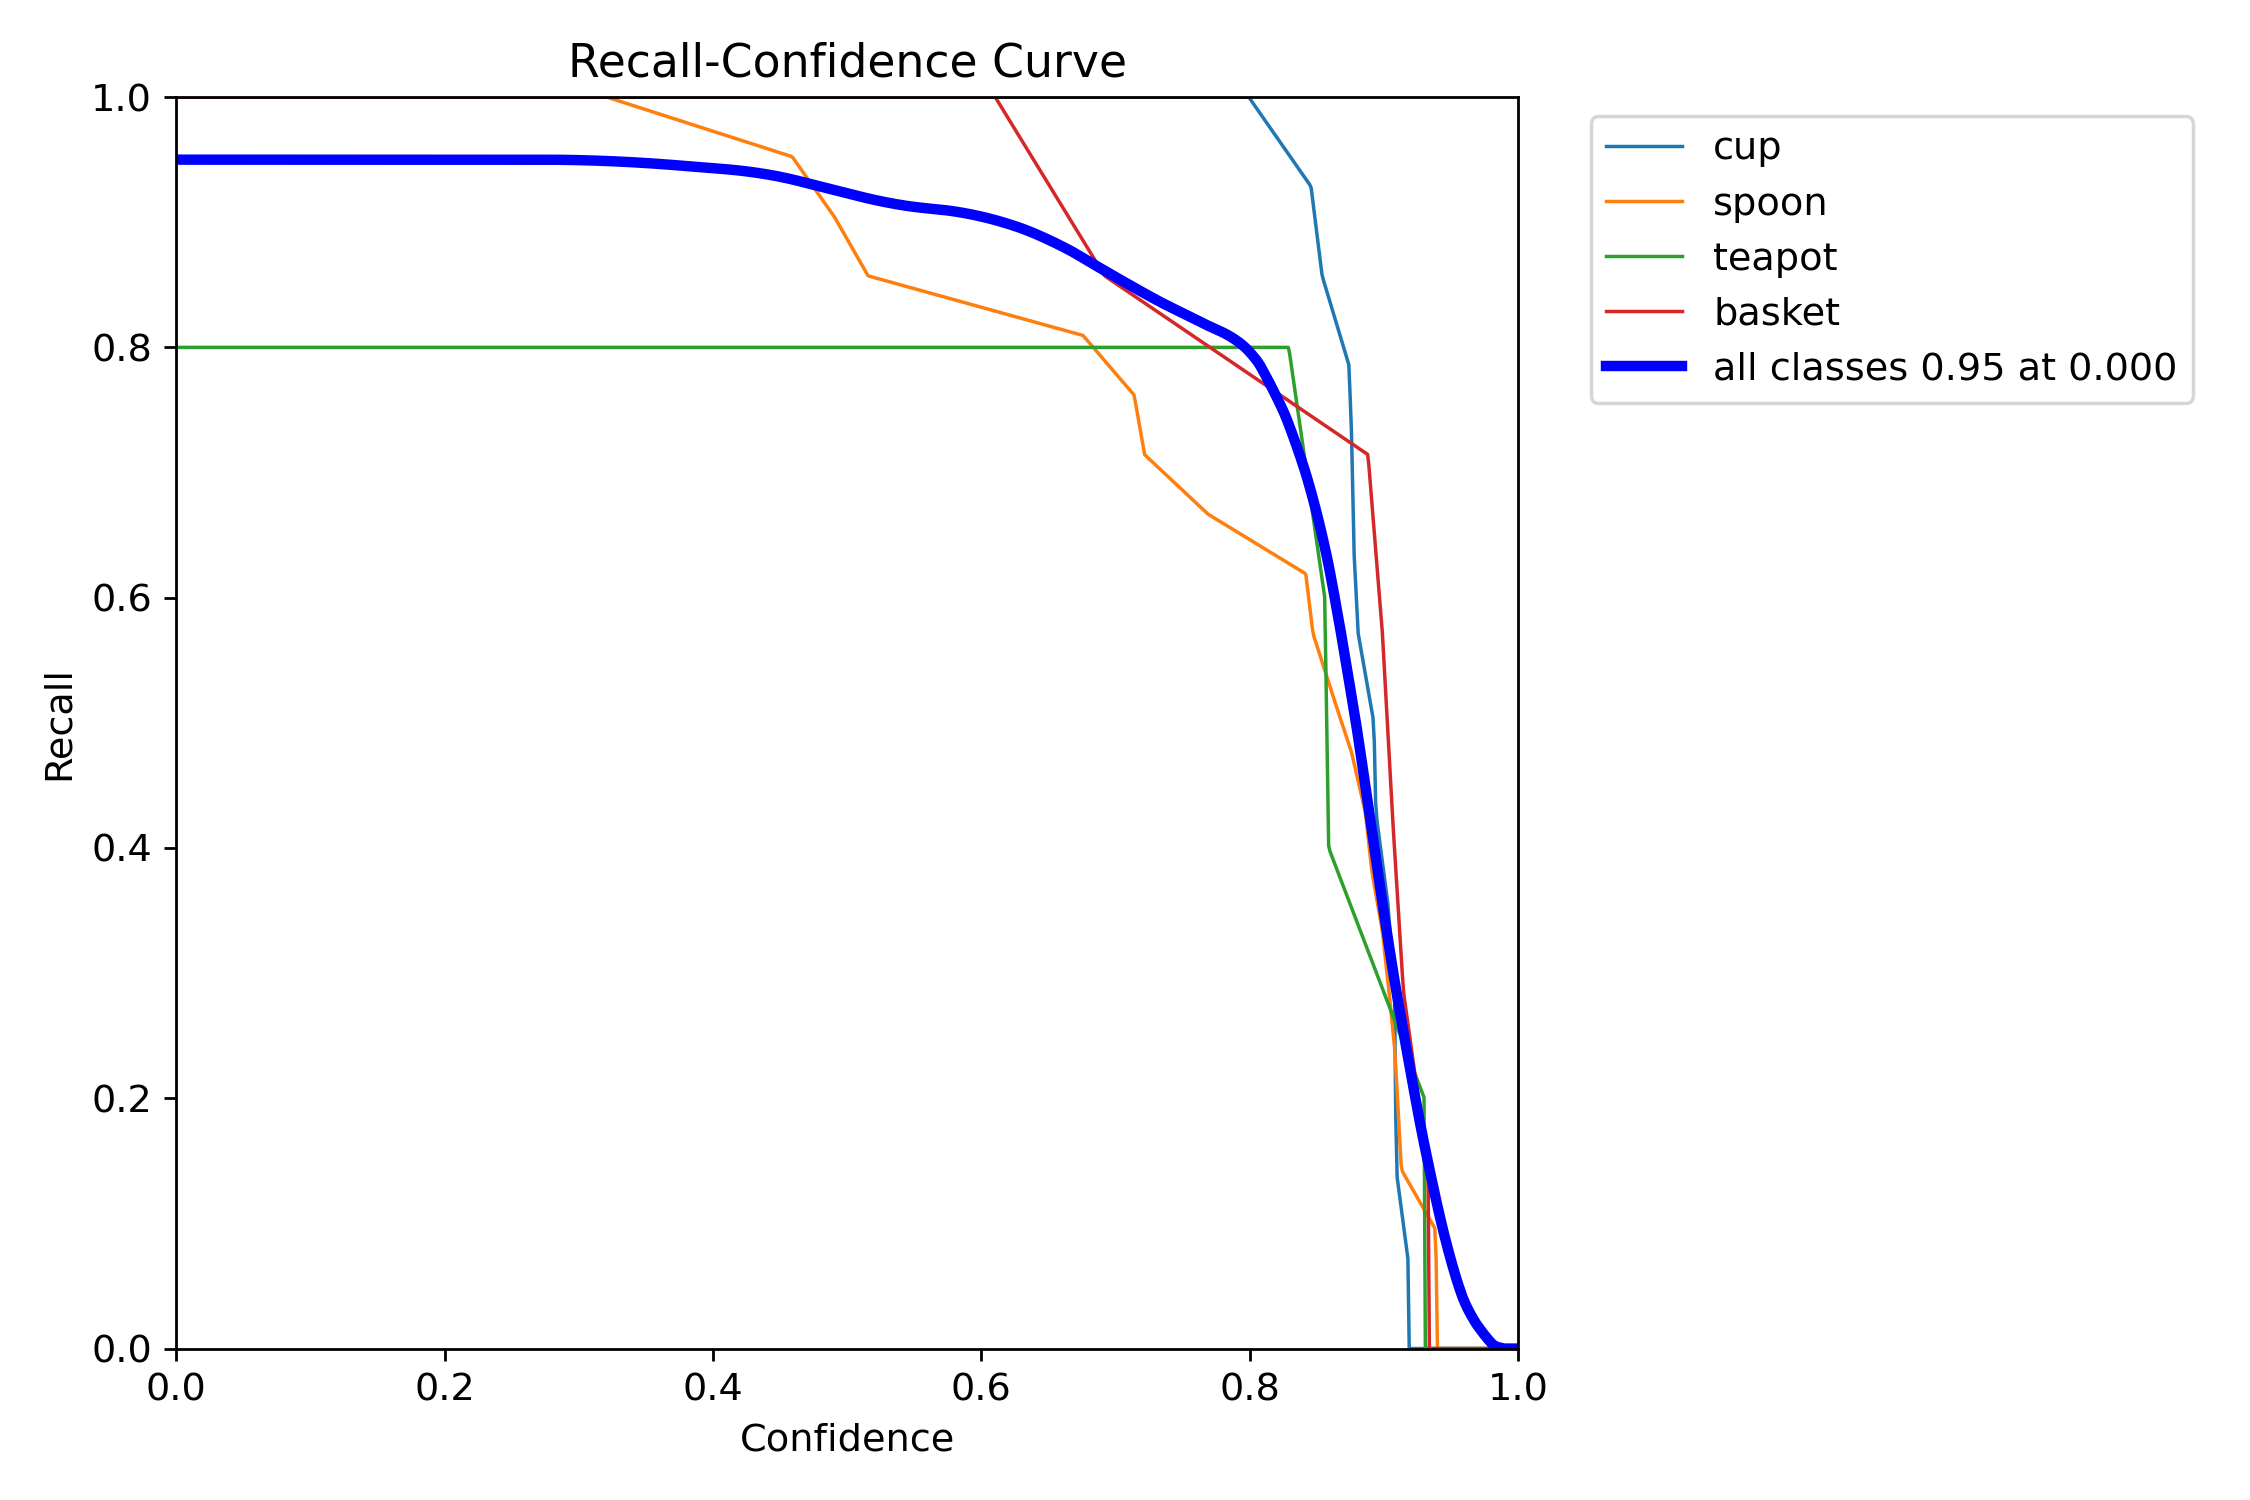 Recall-Confidence Curve
1.0
0.8
0.6
0.4
0.2
0.0
Recall
0.0 0.2 0.4 0.6 0.8 1.0
Confidence
cup
spoon
teapot
basket
all classes 0.95 at 0.000